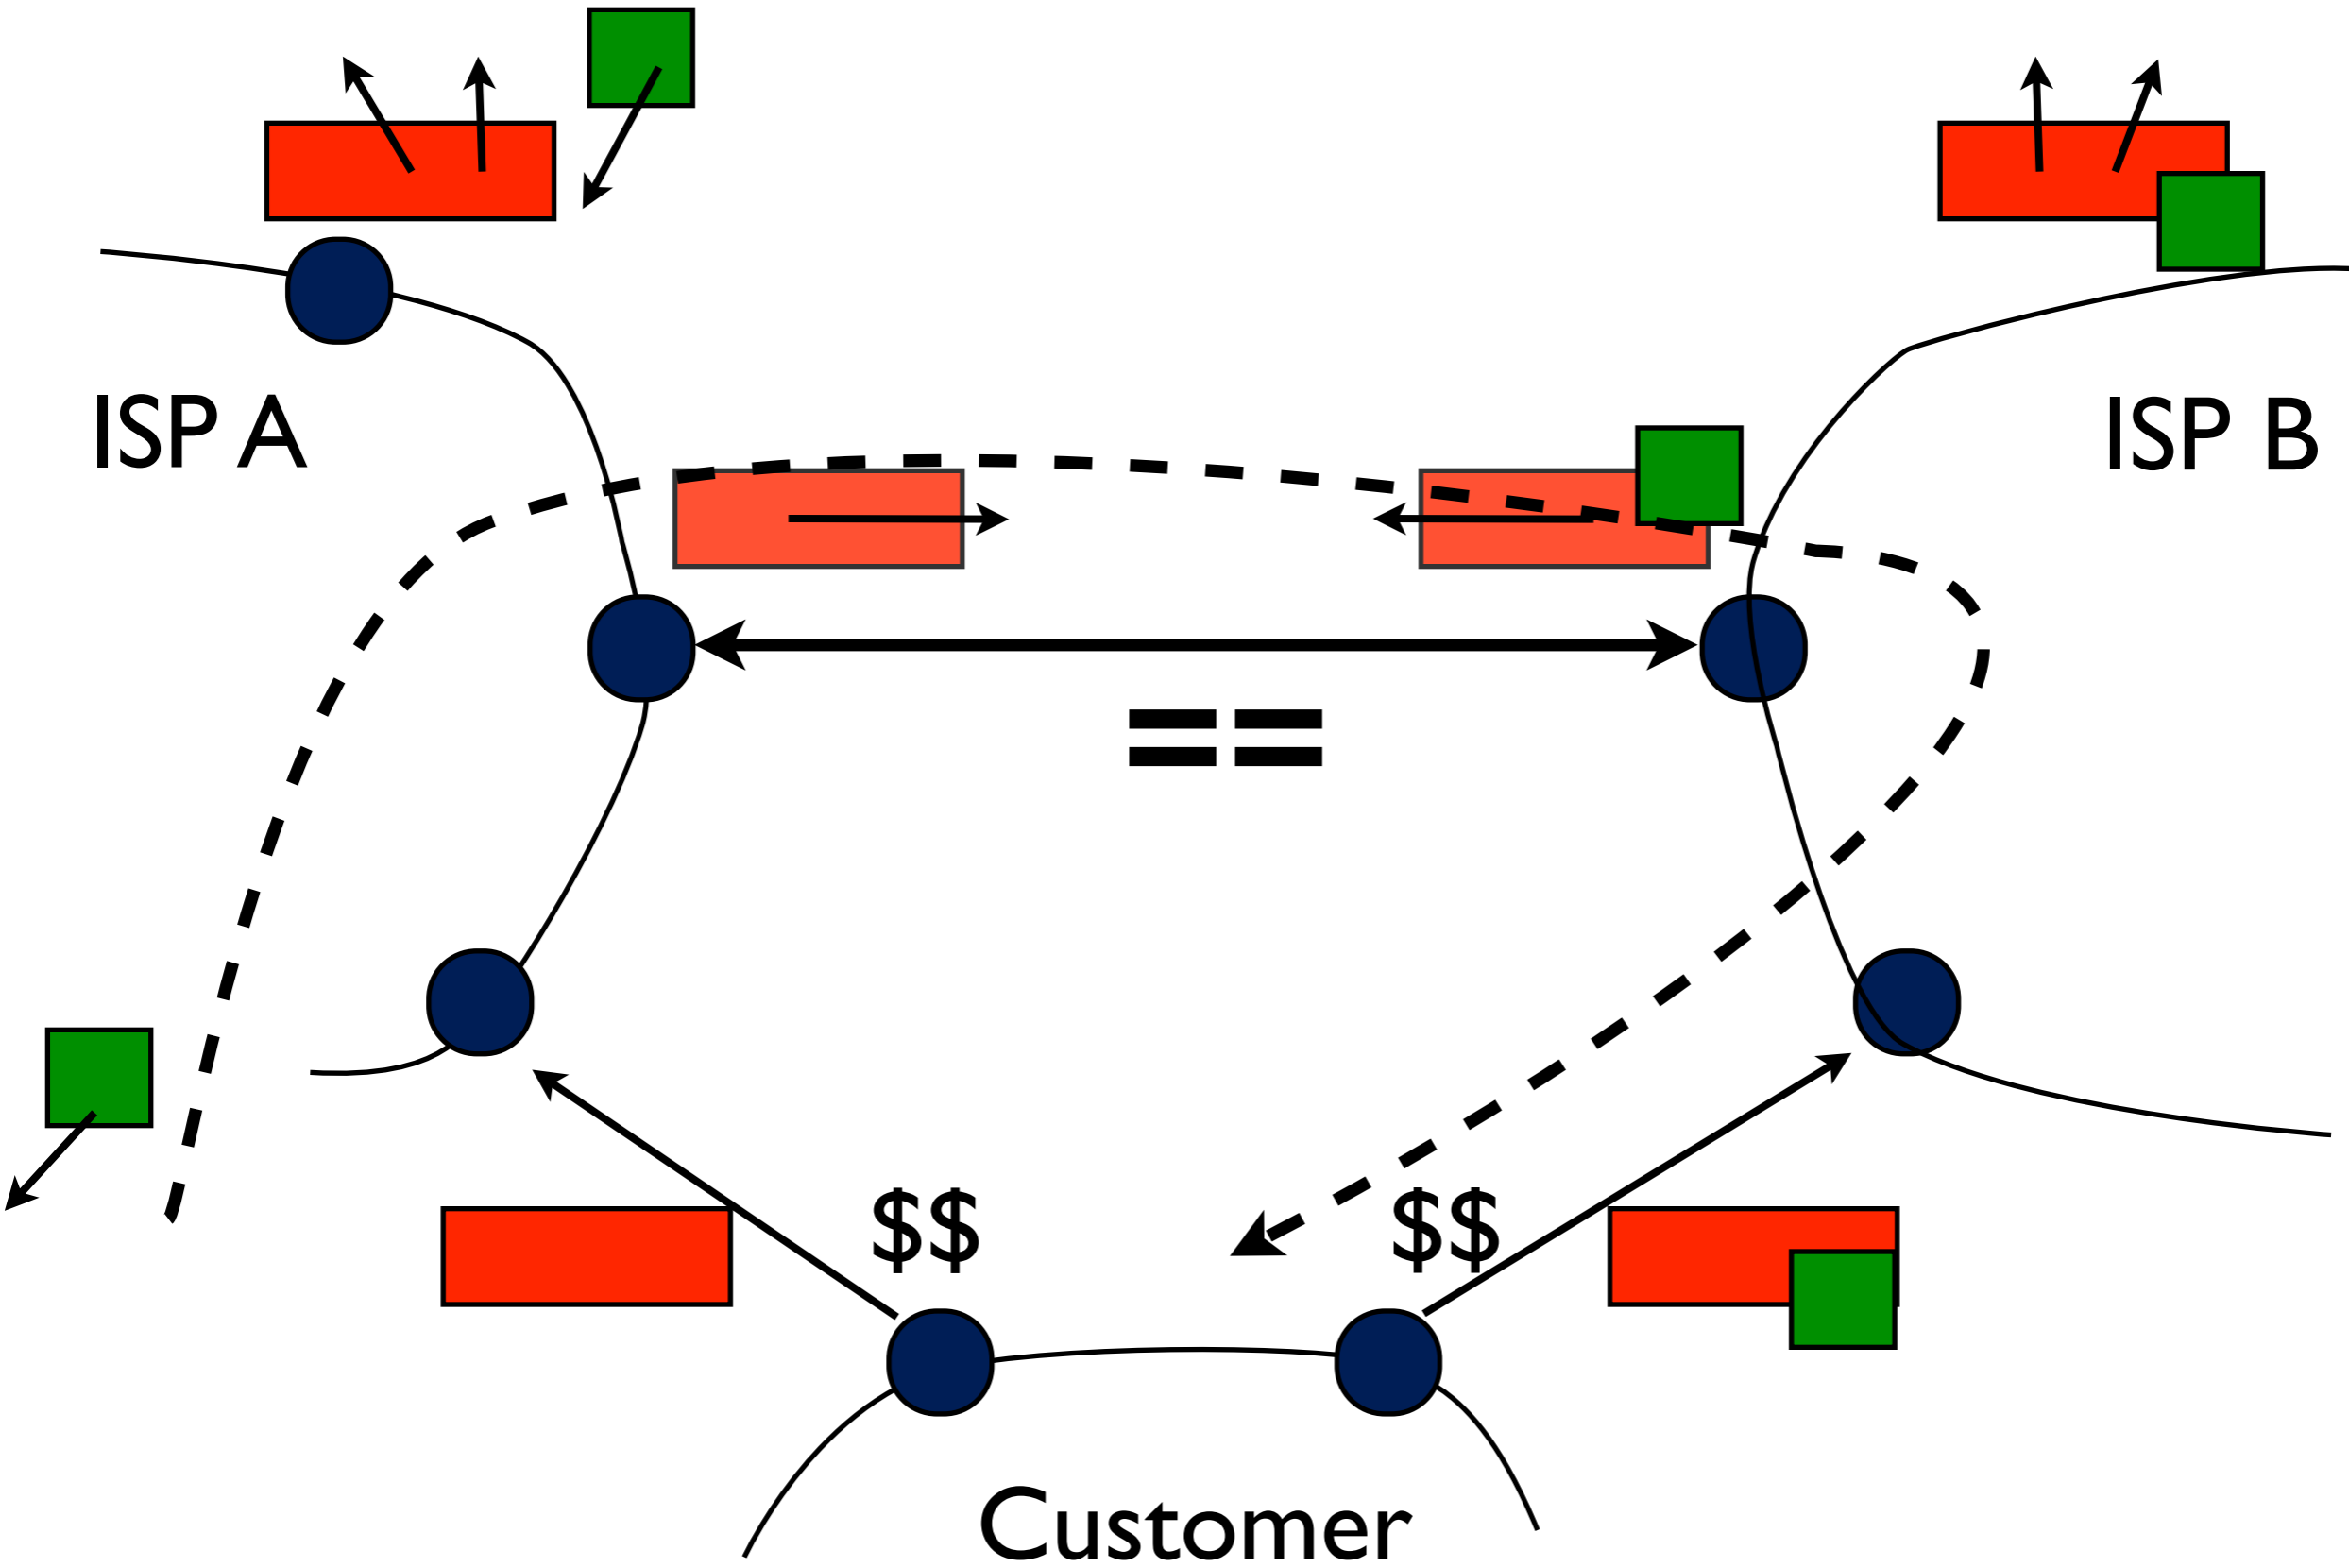 ISP A
ISP B
==
$$
$$
Customer